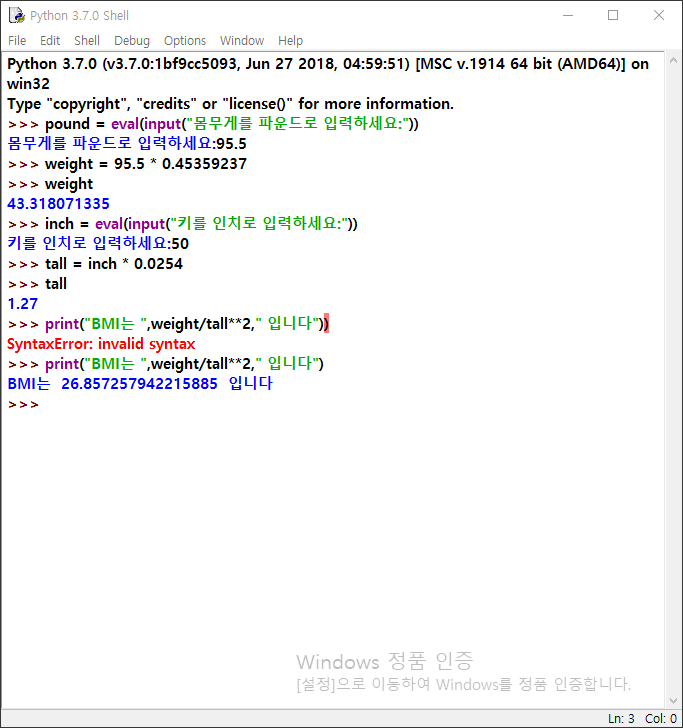 Python 3.7.0 Shell
File Edit Shell Debug Options Window Help
Python 3.7.0 (v3.7.0:1bf9cc5093, Jun 27 2018, 04:59:51) [MSC v.1914 64 bit (AMD64)] on
win32
Type "copyright", "credits" or "license()" for more information.
>>> pound = eval(input("몸무게를 파운드로 입력하세요:"))
몸무게를 파운드로 입력하세요:95.5
>>> weight = 95.5 * 0.45359237
>>> weight
43.318071335
>>> inch = eval(input("키를 인치로 입력하세요:"))
키를 인치로 입력하세요:50
>>> tall = inch * 0.0254
>>> tall
1.27
>>> print("BMI는 ",weight/tall**2," 입니다"))
SyntaxError: invalid syntax
>>> print("BMI는 ",weight/tall**2," 입니다")
BMI는  26.857257942215885  입니다
>>>
Windows 정품 인증
[설정]으로 이동하여 Windows를 정품 인증합니다.
Ln: 3 Col: 0